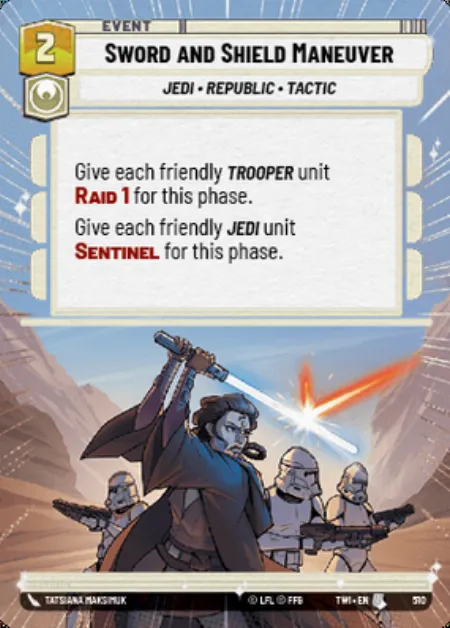 EVENT
2
SWORD AND SHIELD MANEUVER
JEDI • REPUBLIC • TACTIC
Give each friendly TROOPER unit
RAID 1 for this phase.
Give each friendly JEDI unit
SENTINEL for this phase.
TATSIANA MAKSIMUK
© LFL © FFG
TWI • EN
510